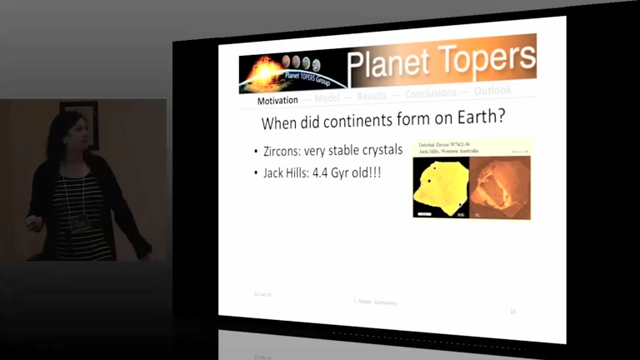 Planet TOPERS Group
Planet Topers
Motivation — Model — Results — Conclusions — Outlook
When did continents form on Earth?
• Zircons: very stable crystals
• Jack Hills: 4.4 Gyr old!!!
Detrital Zircon W74/2-36
Jack Hills, Western Australia